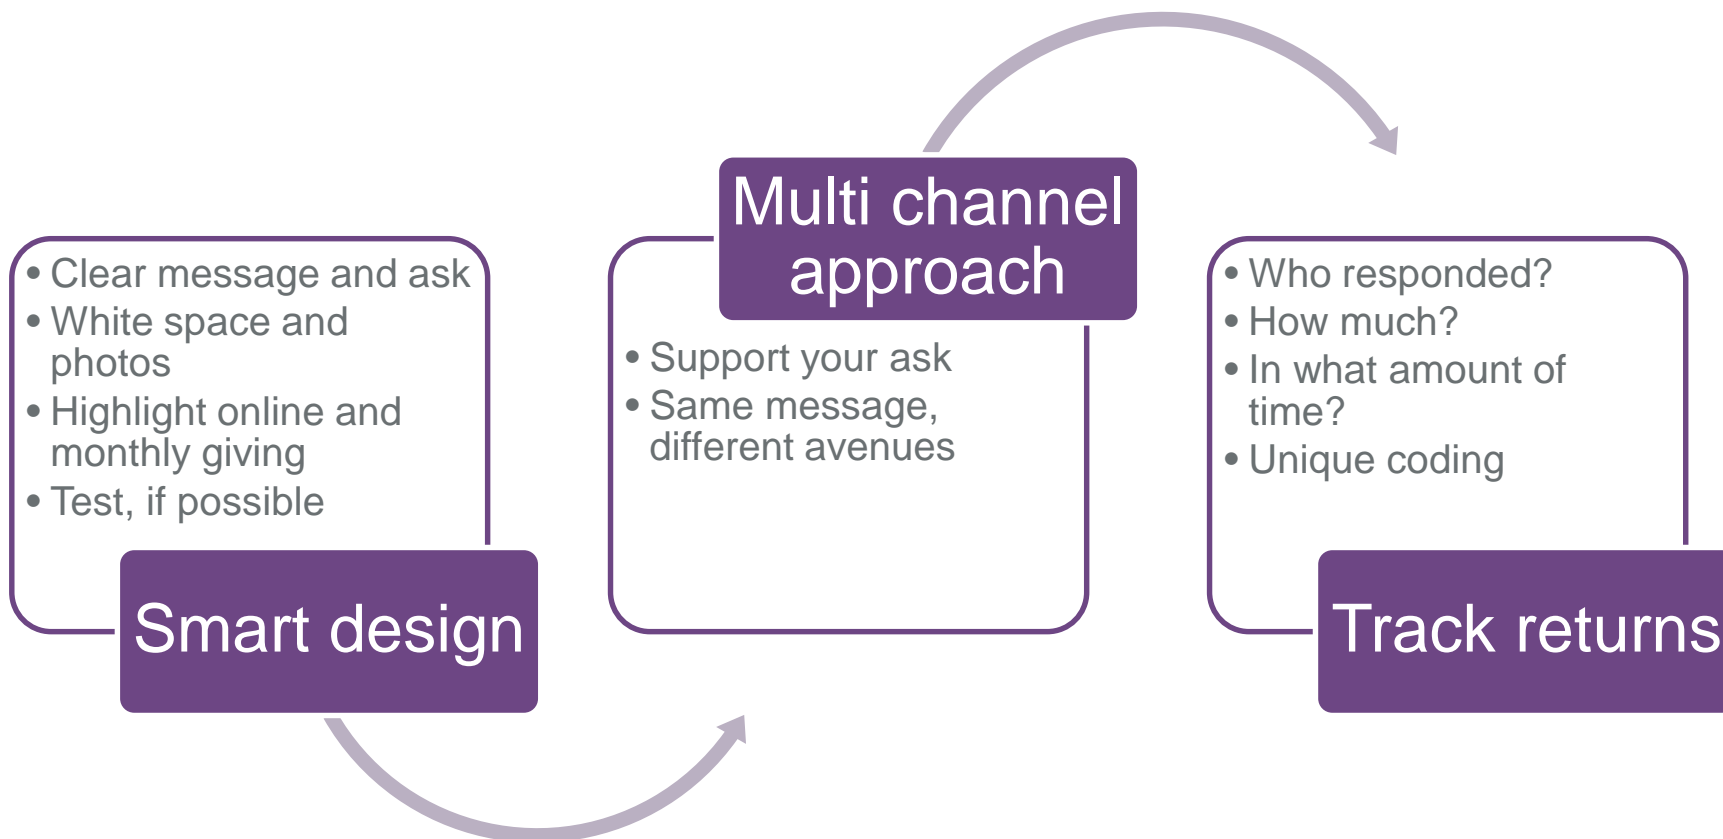 • Clear message and ask
• White space and
photos
• Highlight online and
monthly giving
• Test, if possible
Smart design
Multi channel
approach
• Support your ask
• Same message,
different avenues
• Who responded?
• How much?
• In what amount of
time?
• Unique coding
Track returns